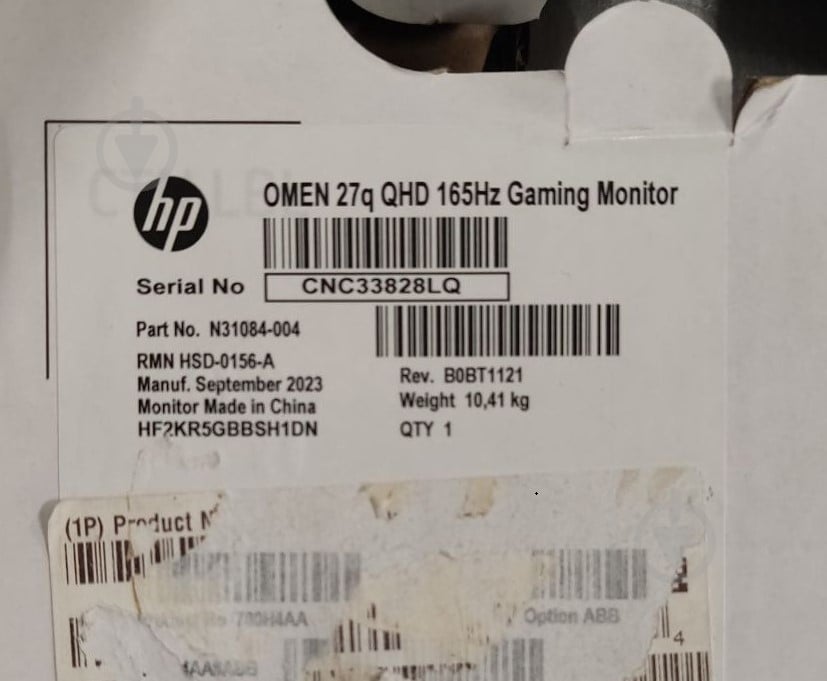 hp
OMEN 27q QHD 165Hz Gaming Monitor
Serial No CNC33828LQ
Part No. N31084-004
RMN HSD-0156-A
Manuf. September 2023
Monitor Made in China
HF2KR5GBBSH1DN
Rev. B0BT1121
Weight 10,41 kg
QTY 1
(1P) Product
Option ABB
4